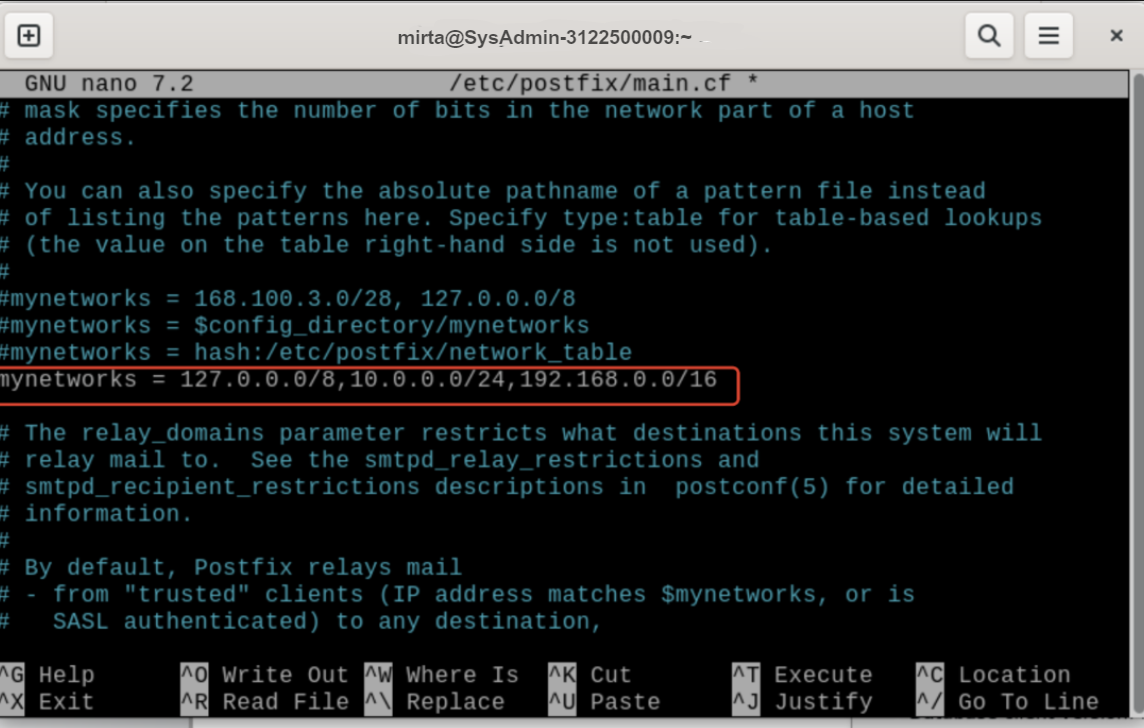 mirta@SysAdmin-3122500009:~
GNU nano 7.2 /etc/postfix/main.cf *
# mask specifies the number of bits in the network part of a host
# address.
#
# You can also specify the absolute pathname of a pattern file instead
# of listing the patterns here. Specify type:table for table-based lookups
# (the value on the table right-hand side is not used).
#
#mynetworks = 168.100.3.0/28, 127.0.0.0/8
#mynetworks = $config_directory/mynetworks
#mynetworks = hash:/etc/postfix/network_table
mynetworks = 127.0.0.0/8,10.0.0.0/24,192.168.0.0/16
# The relay_domains parameter restricts what destinations this system will
# relay mail to.  See the smtpd_relay_restrictions and
# smtpd_recipient_restrictions descriptions in  postconf(5) for detailed
# information.
#
# By default, Postfix relays mail
# - from "trusted" clients (IP address matches $mynetworks, or is
#   SASL authenticated) to any destination,
^G Help ^O Write Out ^W Where Is ^K Cut ^T Execute ^C Location
^X Exit ^R Read File ^\ Replace ^U Paste ^J Justify ^/ Go To Line